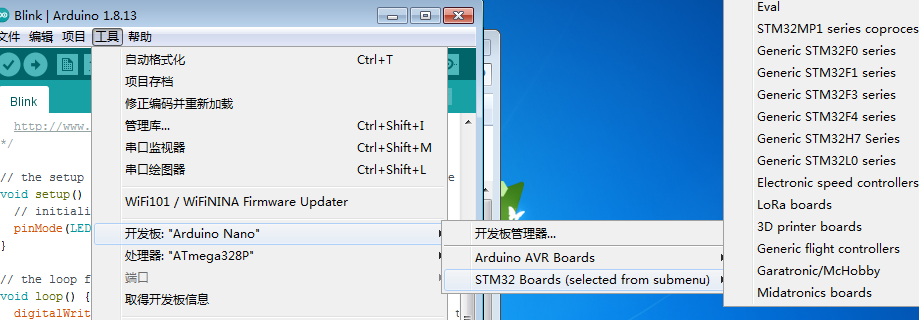 Blink | Arduino 1.8.13
文件 编辑 项目 工具 帮助
Blink
http://www.
*/
// the setup
void setup()
// initiali
pinMode(LED
}
// the loop f
void loop() {
digitalWrit
自动格式化 Ctrl+T
项目存档
修正编码并重新加载
管理库... Ctrl+Shift+I
串口监视器 Ctrl+Shift+M
串口绘图器 Ctrl+Shift+L
WiFi101 / WiFiNINA Firmware Updater
开发板: "Arduino Nano"
处理器: "ATmega328P"
端口
取得开发板信息
开发板管理器...
Arduino AVR Boards
STM32 Boards (selected from submenu)
Eval
STM32MP1 series coproces
Generic STM32F0 series
Generic STM32F1 series
Generic STM32F3 series
Generic STM32F4 series
Generic STM32H7 Series
Generic STM32L0 series
Electronic speed controllers
LoRa boards
3D printer boards
Generic flight controllers
Garatronic/McHobby
Midatronics boards